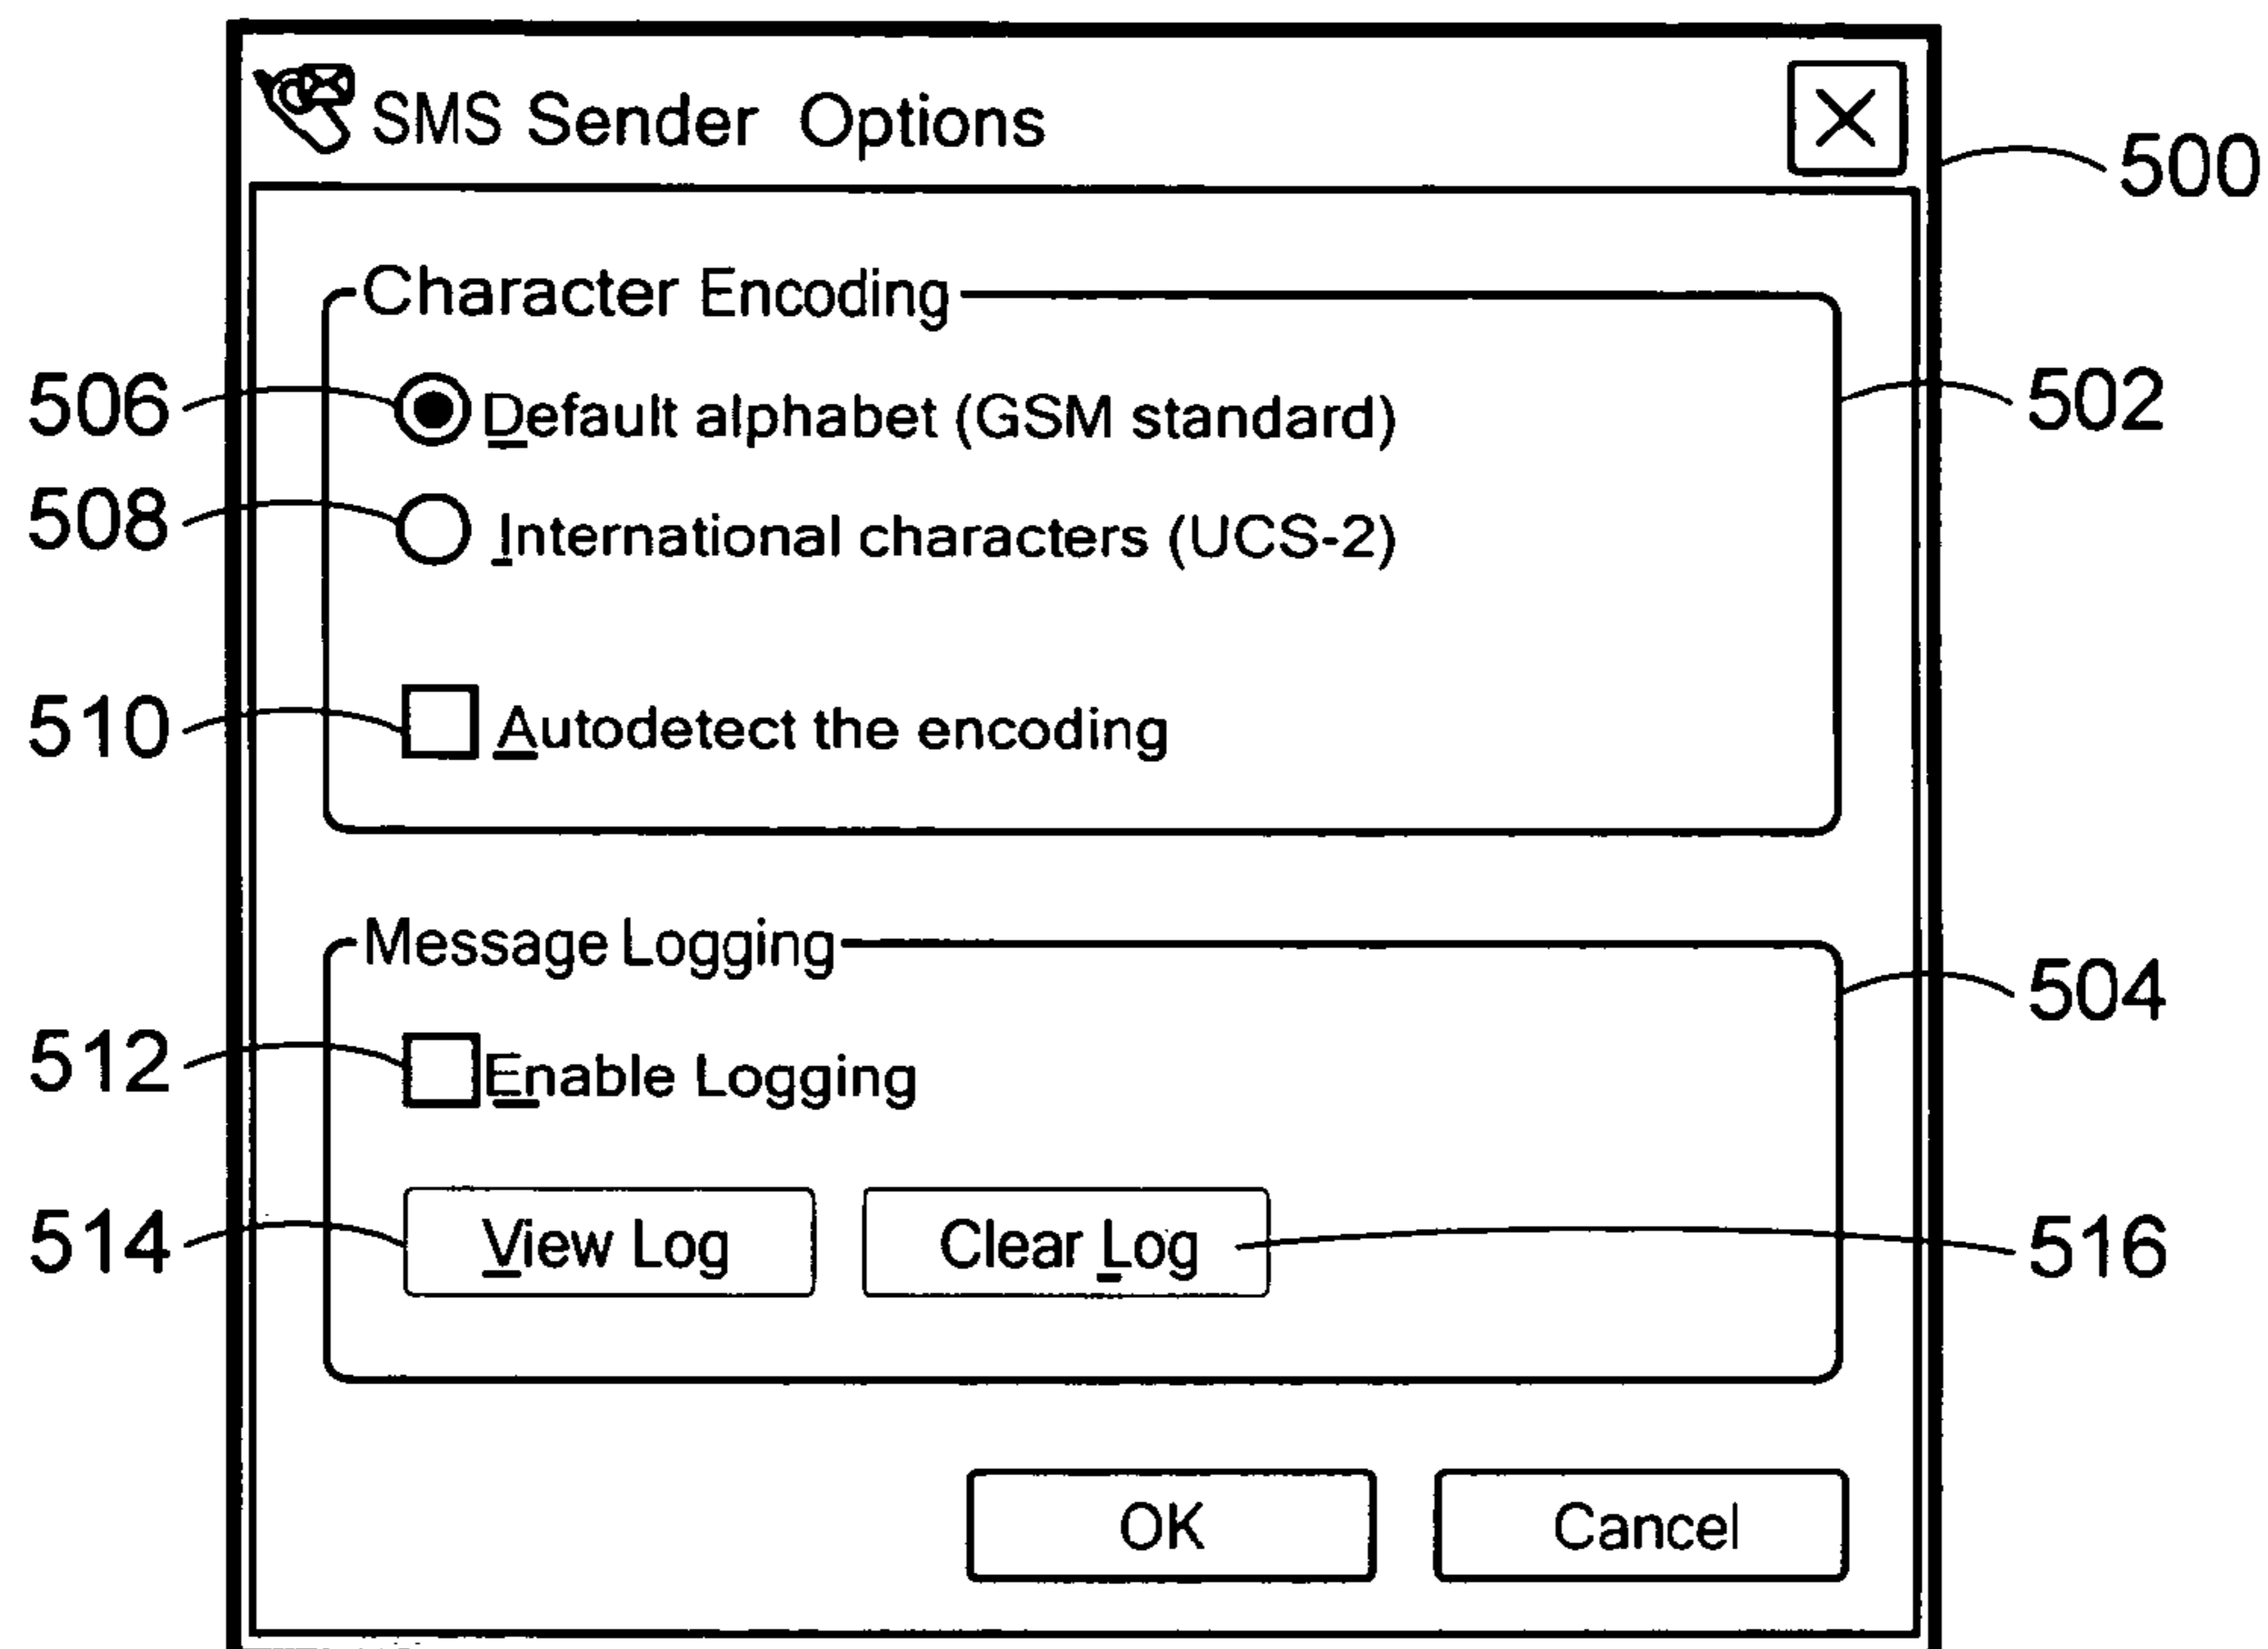 SMS Sender Options
500
Character Encoding
506 Default alphabet (GSM standard) 502
508 International characters (UCS-2)
510 Autodetect the encoding
Message Logging
504
512 Enable Logging
514 View Log Clear Log 516
OK Cancel